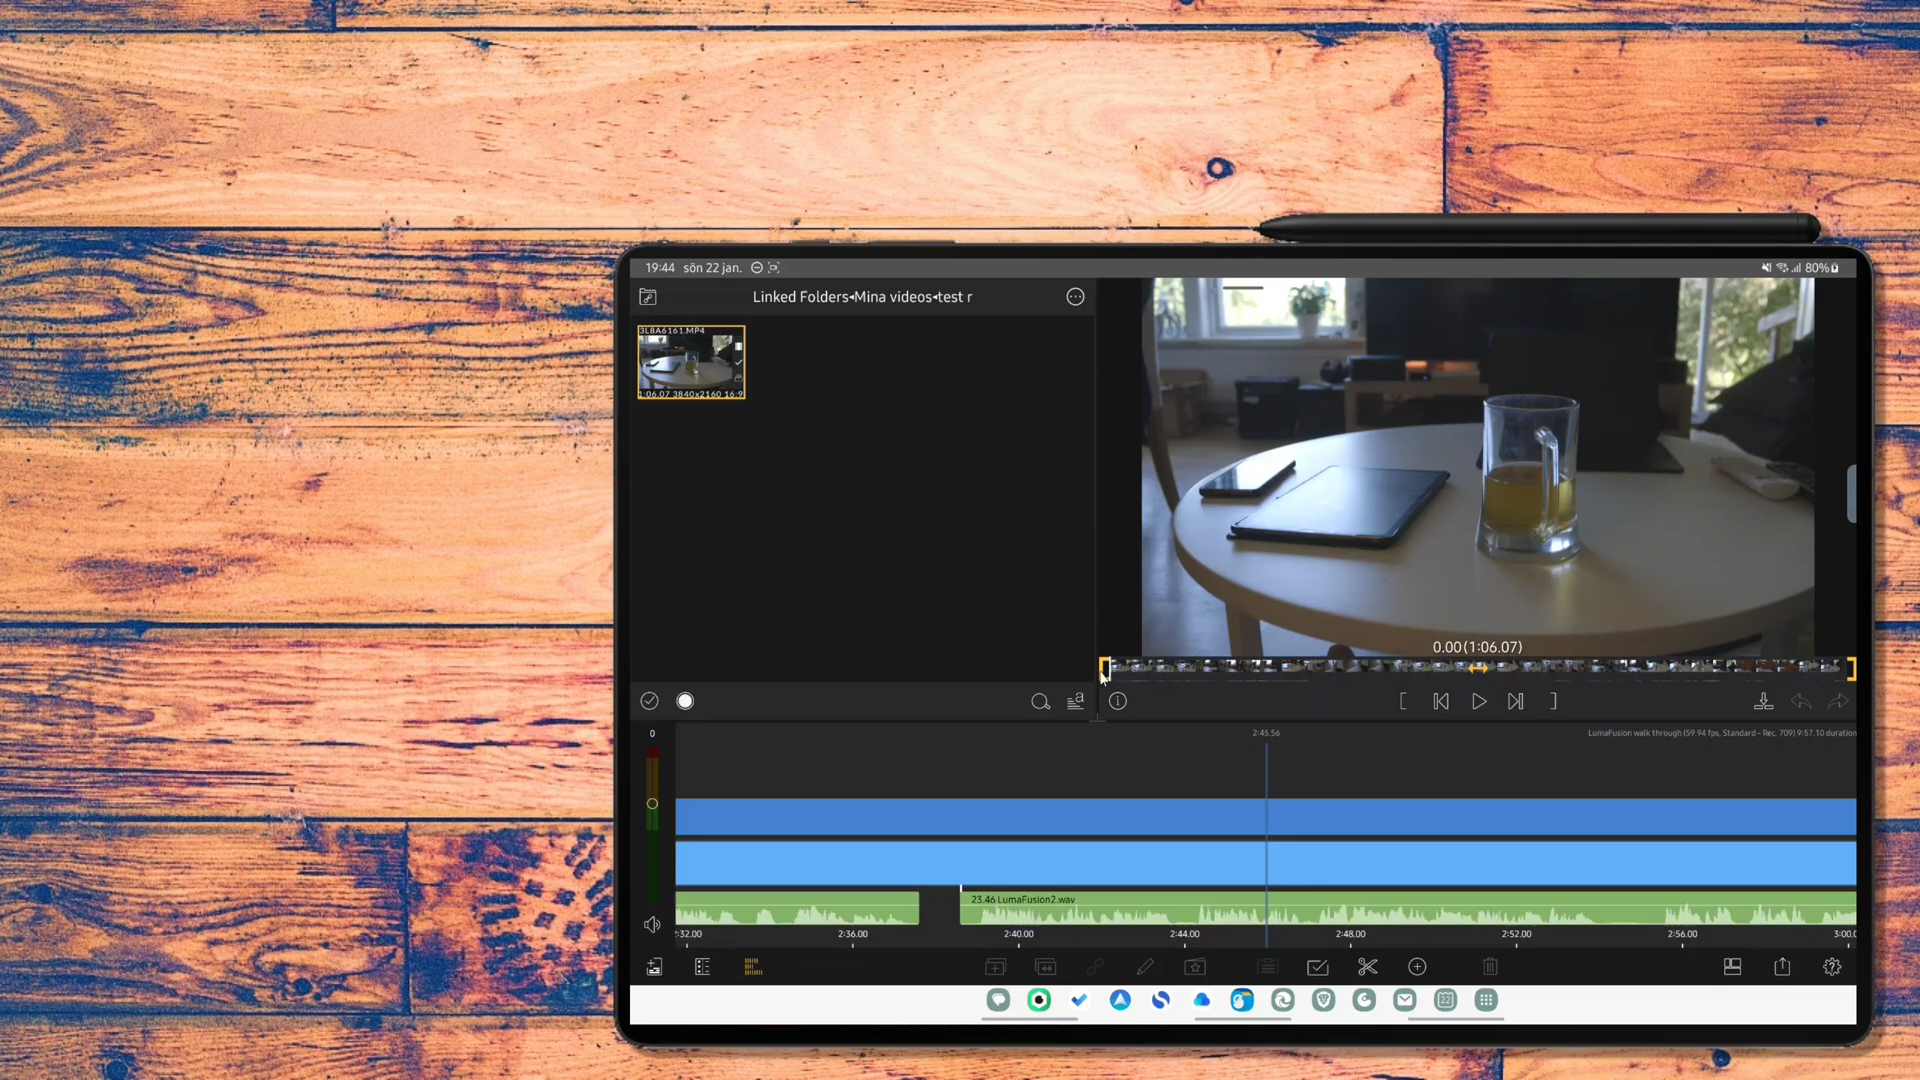 19:44 sön 22 jan.
80%
Linked Folders◂Mina videos◂test r
3L8A6161.MP4
1:06.07 3840x2160 16:9
0.00(1:06.07)
0
2:45.56
LumaFusion walk through (59.94 fps, Standard - Rec. 709) 9:57.10 duration
23.46 LumaFusion2.wav
2:32.00 2:36.00 2:40.00 2:44.00 2:48.00 2:52.00 2:56.00 3:00.0
22